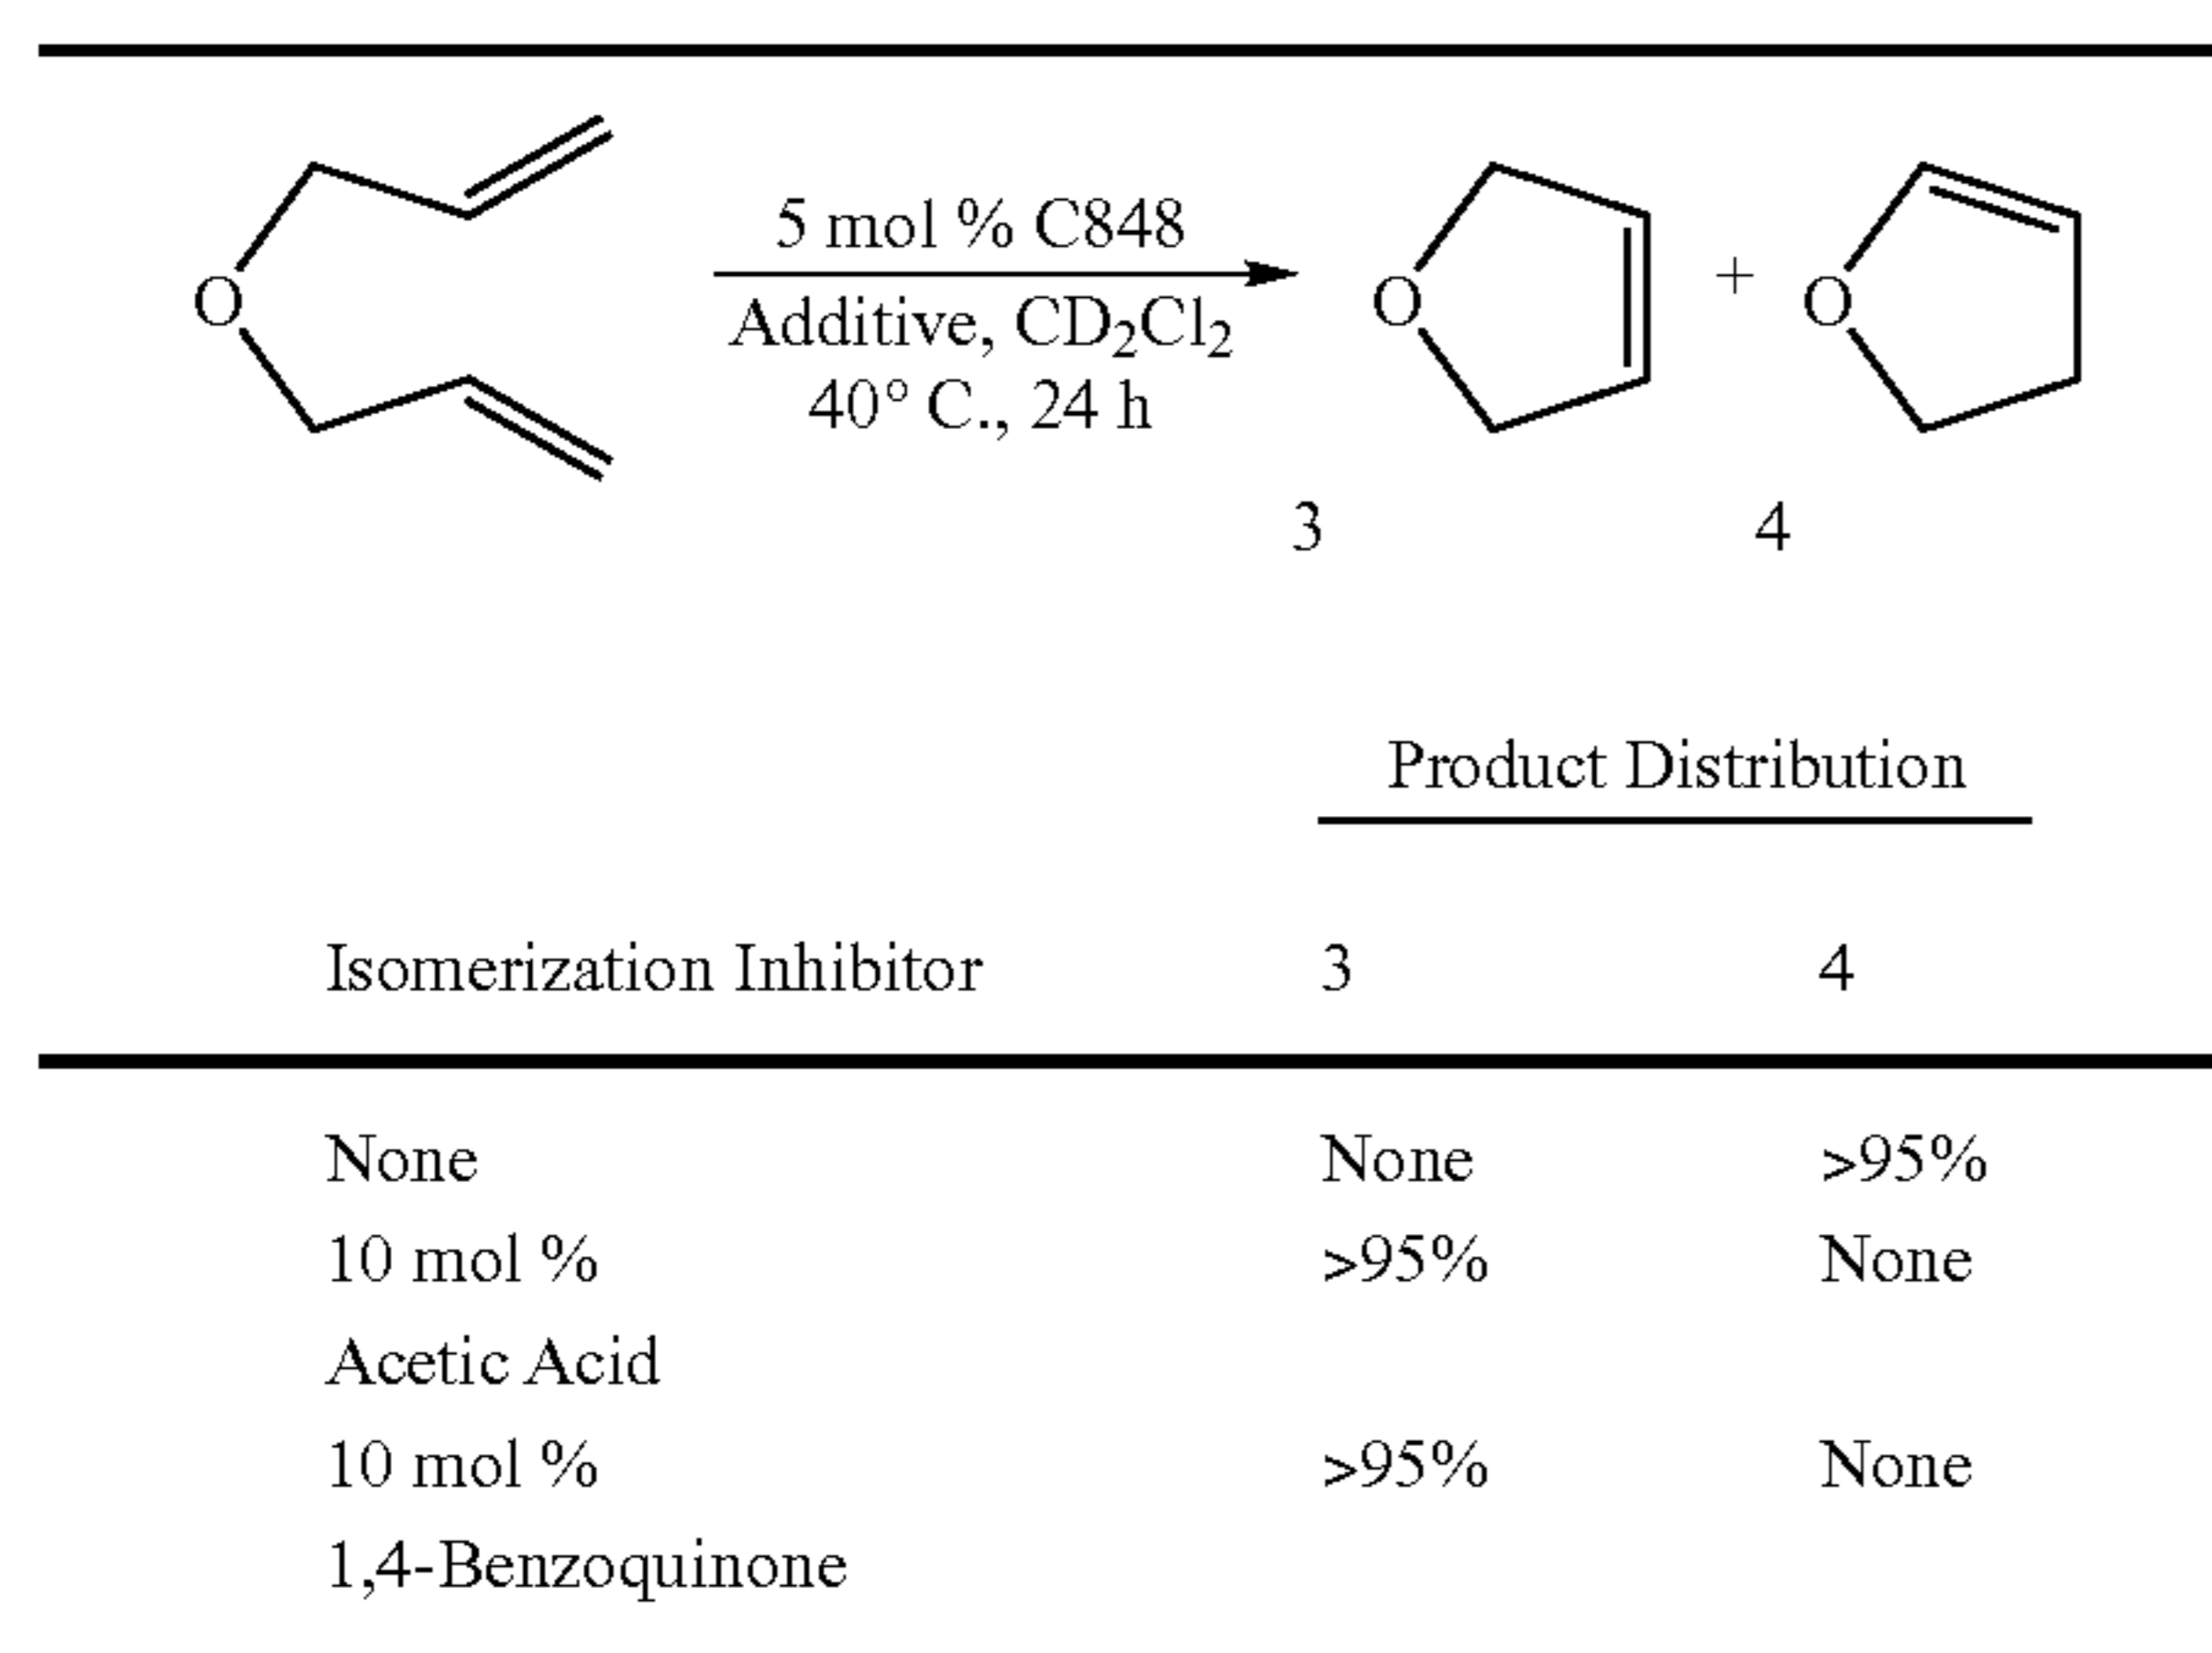 5 mol % C848
O
Additive, CD2Cl2
40° C., 24 h
O
+
O
3 4
Product Distribution
Isomerization Inhibitor 3 4
None None >95%
10 mol % >95% None
Acetic Acid
10 mol % >95% None
1,4-Benzoquinone